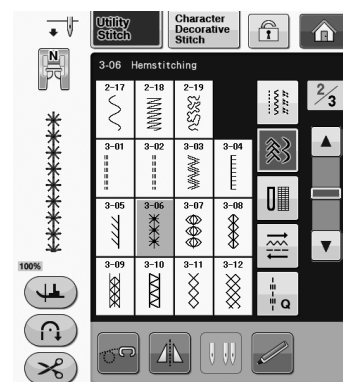 Utility Stitch
Character Decorative Stitch
N
3-06 Hemstitching
2/3
2-17 2-18 2-19
3-01 3-02 3-03 3-04
3-05 3-06 3-07 3-08
100%
3-09 3-10 3-11 3-12
Q